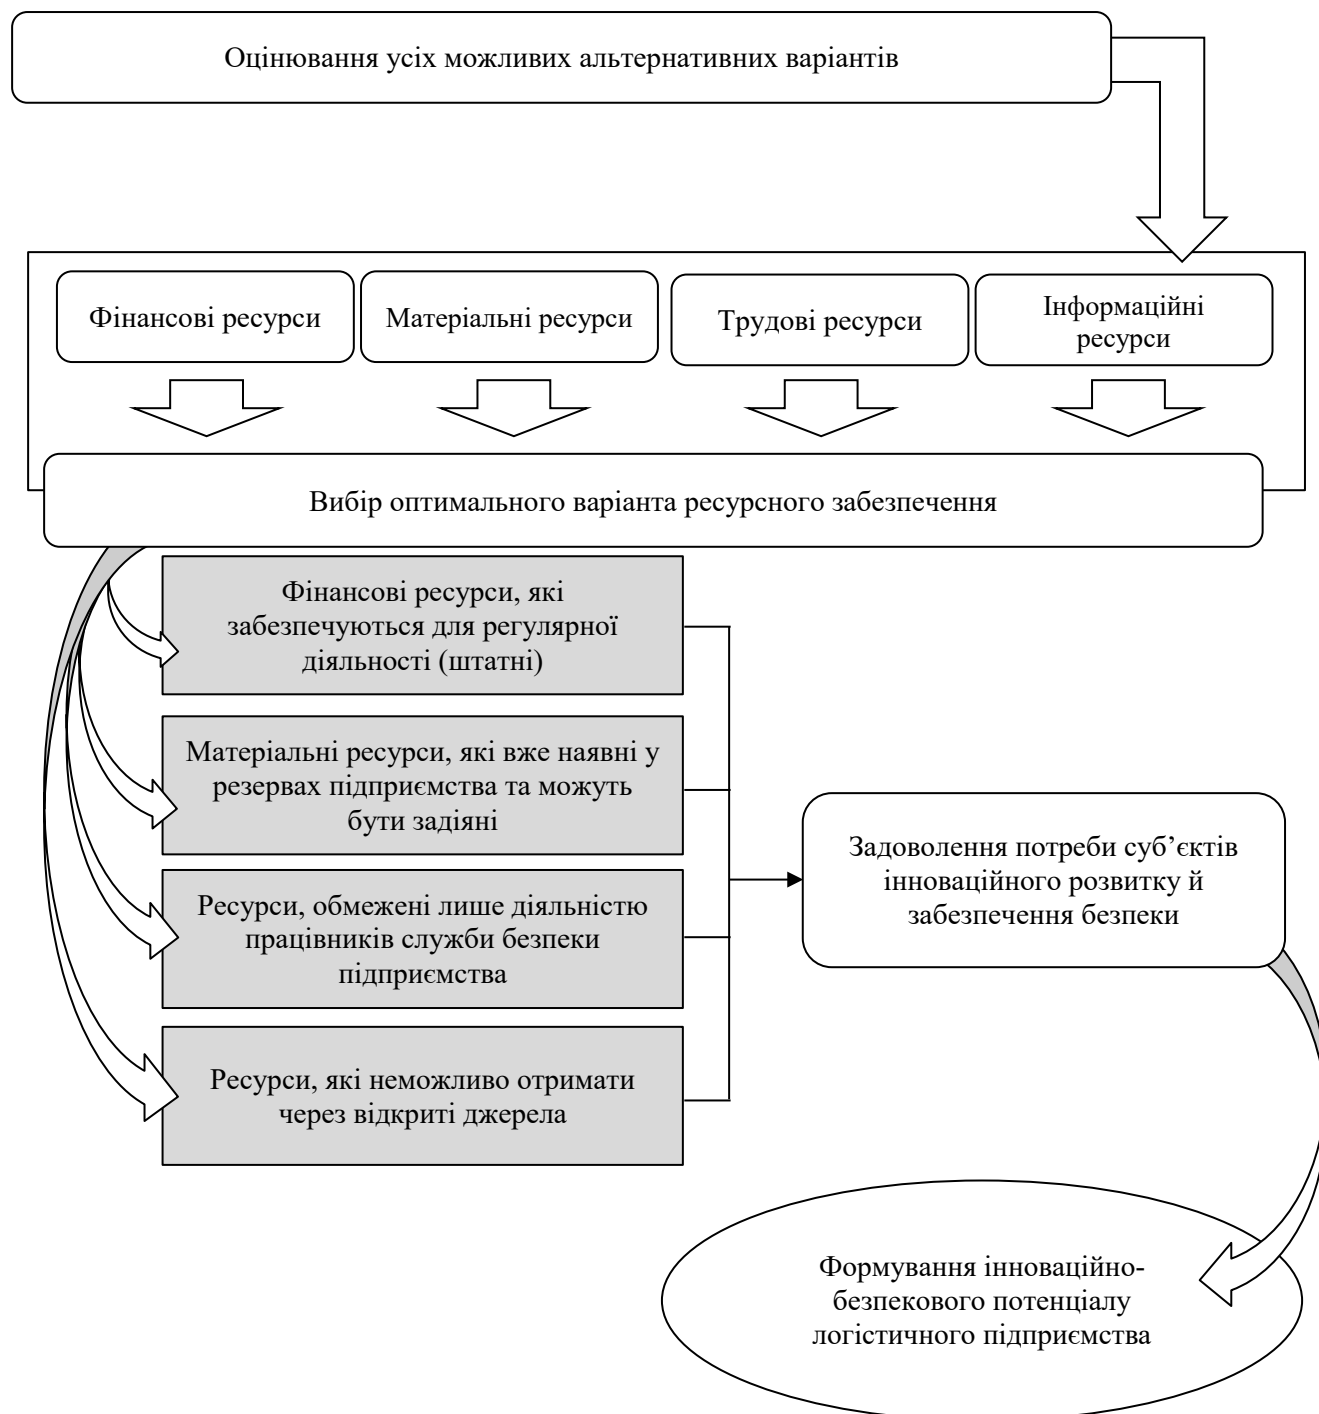 Оцінювання усіх можливих альтернативних варіантів
Фінансові ресурси
Матеріальні ресурси
Трудові ресурси
Інформаційні
ресурси
Вибір оптимального варіанта ресурсного забезпечення
Фінансові ресурси, які
забезпечуються для регулярної
діяльності (штатні)
Матеріальні ресурси, які вже наявні у
резервах підприємства та можуть
бути задіяні
Ресурси, обмежені лише діяльністю
працівників служби безпеки
підприємства
Ресурси, які неможливо отримати
через відкриті джерела
Задоволення потреби суб’єктів
інноваційного розвитку й
забезпечення безпеки
Формування інноваційно-
безпекового потенціалу
логістичного підприємства